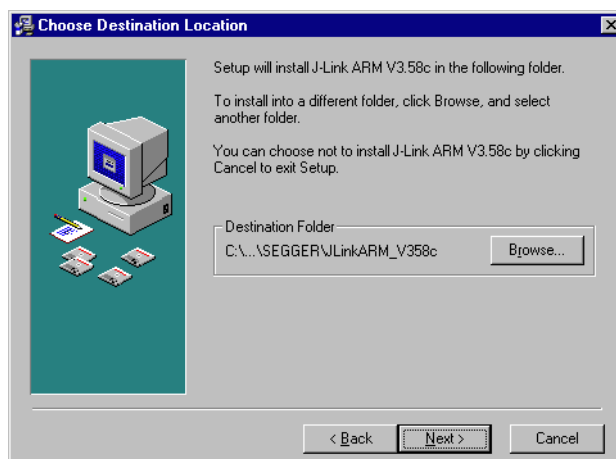 Choose Destination Location
Setup will install J-Link ARM V3.58c in the following folder.
To install into a different folder, click Browse, and select
another folder.
You can choose not to install J-Link ARM V3.58c by clicking
Cancel to exit Setup.
Destination Folder
C:\...\SEGGER\JLinkARM_V358c
Browse...
< Back
Next >
Cancel